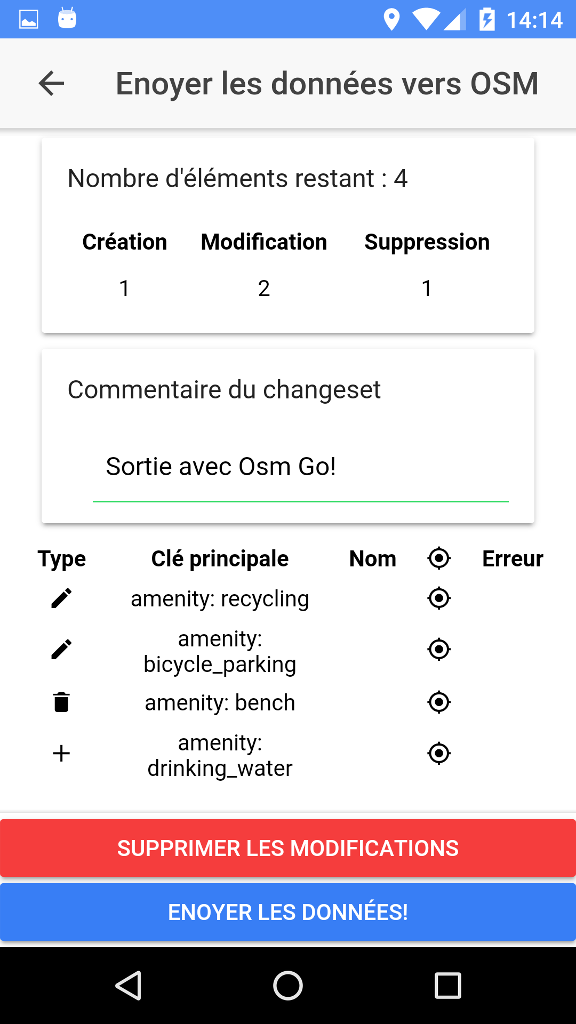 14:14
Enoyer les données vers OSM
Nombre d'éléments restant : 4
Création Modification Suppression
1 2 1
Commentaire du changeset
Sortie avec Osm Go!
Type Clé principale Nom Erreur
amenity: recycling
amenity:
bicycle_parking
amenity: bench
amenity:
drinking_water
SUPPRIMER LES MODIFICATIONS
ENOYER LES DONNÉES!